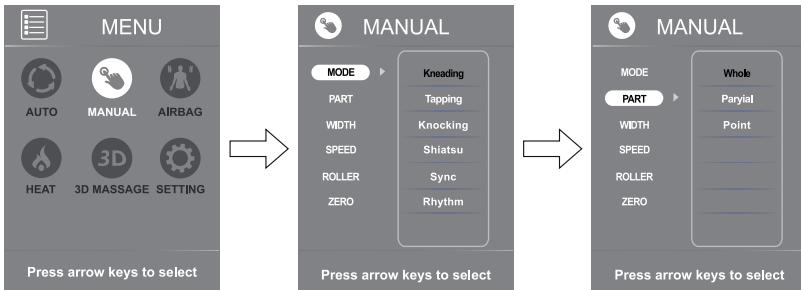 MENU
AUTO MANUAL AIRBAG
3D
HEAT 3D MASSAGE SETTING
Press arrow keys to select
MANUAL
MODE Kneading
PART Tapping
WIDTH Knocking
SPEED Shiatsu
ROLLER Sync
ZERO Rhythm
Press arrow keys to select
MANUAL
MODE Whole
PART Paryial
WIDTH Point
SPEED
ROLLER
ZERO
Press arrow keys to select